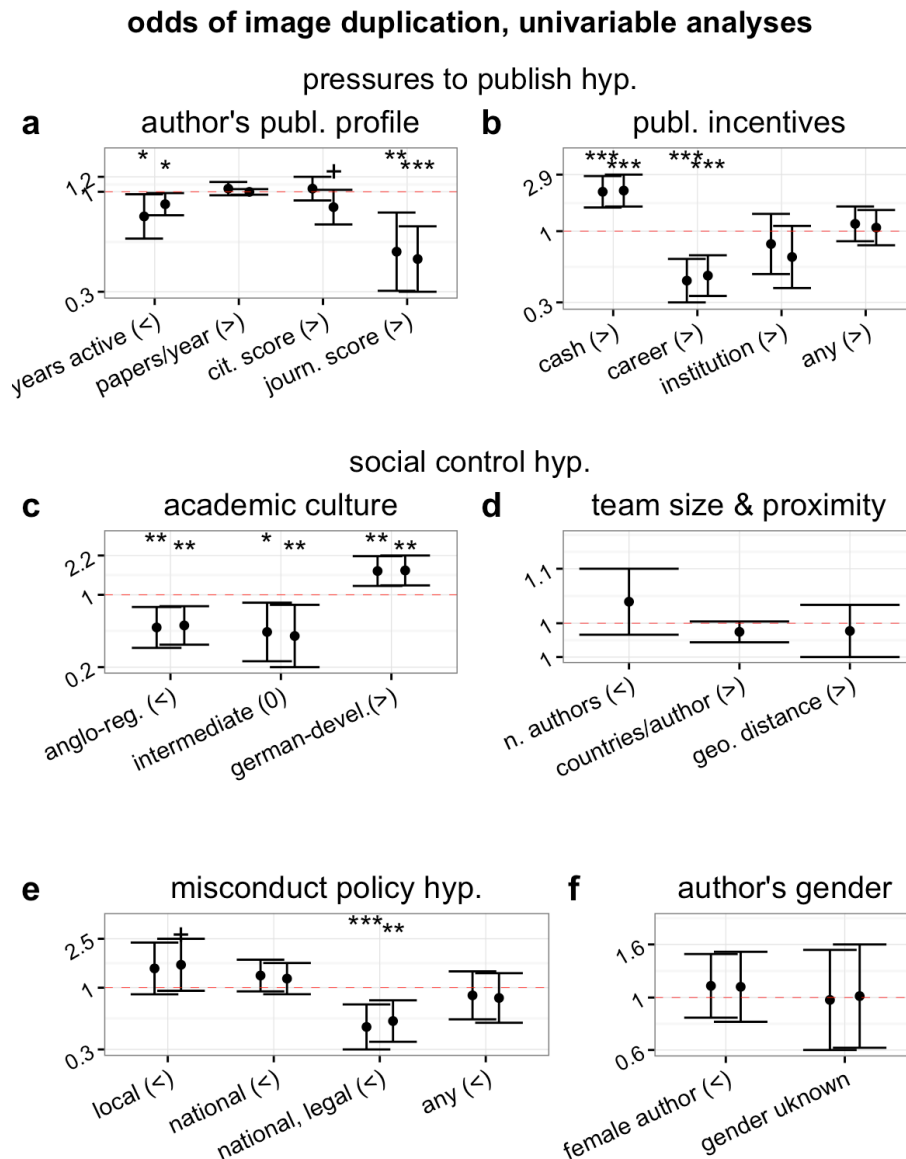 odds of image duplication, univariable analyses
pressures to publish hyp.
a
author's publ. profile
* * + ** ***
1.2
1
0.3
years active (<)
papers/year (>)
cit. score (>)
journ. score (>)
b
publ. incentives
*** *** *** ***
2.9
1
0.3
cash (>)
career (>)
institution (>)
any (>)
social control hyp.
c
academic culture
** ** * ** ** **
2.2
1
0.2
anglo-reg. (<)
intermediate (0)
german-devel.(>)
d
team size & proximity
1.1
1
1
n. authors (<)
countries/author (>)
geo. distance (>)
e
misconduct policy hyp.
+ *** **
2.5
1
0.3
local (<)
national (<)
national, legal (<)
any (<)
f
author's gender
1.6
1
0.6
female author (<)
gender uknown